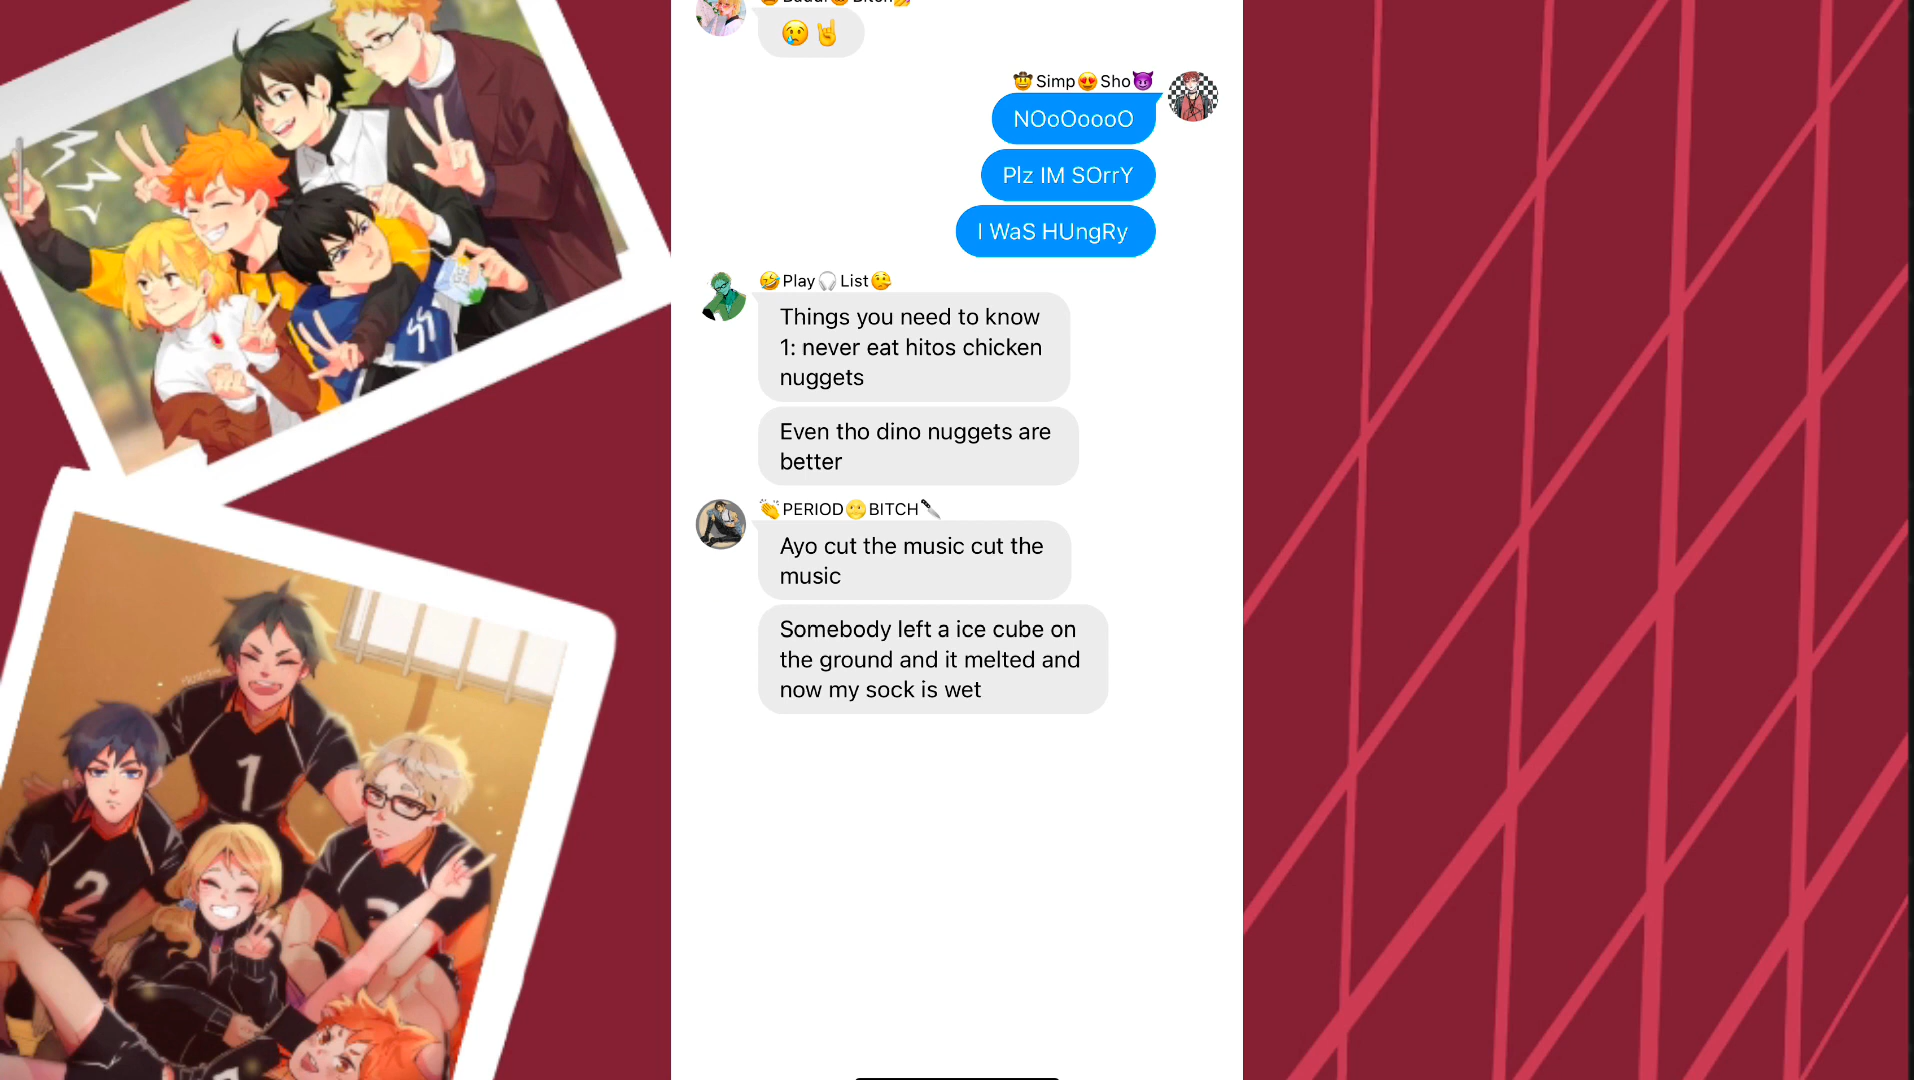 😢🤘
🤠Simp😍Sho😈
NOoOoooO
Plz IM SOrrY
I WaS HUngRy
🤣Play🎧List🤥
Things you need to know
1: never eat hitos chicken
nuggets
Even tho dino nuggets are
better
👏PERIOD🌝BITCH🔪
Ayo cut the music cut the
music
Somebody left a ice cube on
the ground and it melted and
now my sock is wet
1
2